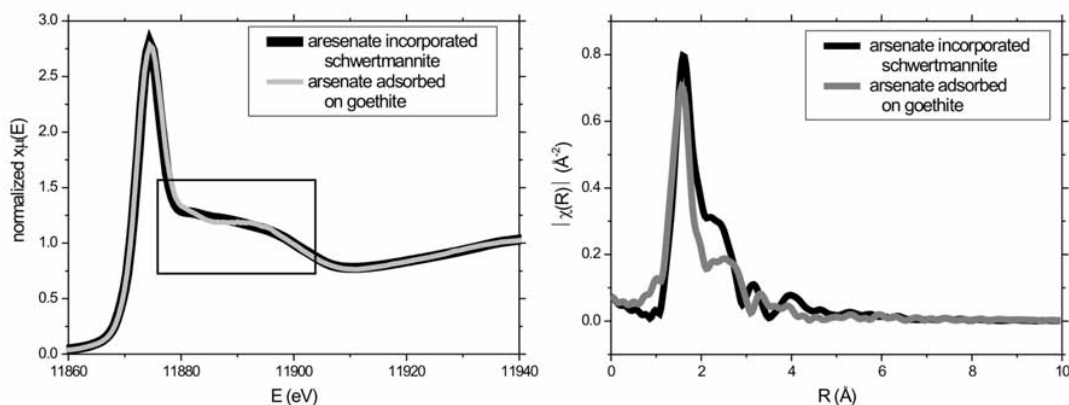 3.0
2.5
2.0
1.5
1.0
0.5
0.0
normalized xμ(E)
aresenate incorporated
schwertmannite
arsenate adsorbed
on goethite
11860
11880
11900
11920
11940
E (eV)
0.8
0.6
0.4
0.2
0.0
|χ(R)| (Å⁻²)
arsenate incorporated
schwertmannite
arsenate adsorbed
on goethite
0
2
4
6
8
10
R (Å)